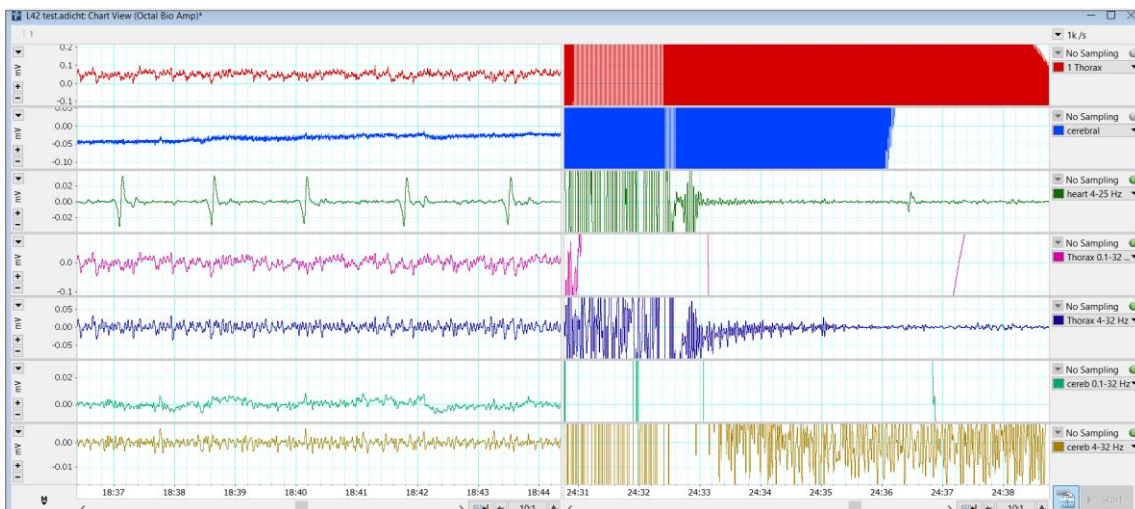 L42 test.adicht: Chart View (Octal Bio Amp)*
1
1k /s
mV
0.2
0.1
0.0
-0.1
No Sampling
1 Thorax
mV
0.05
0.00
-0.05
-0.10
No Sampling
cerebral
mV
0.02
0.00
-0.02
No Sampling
heart 4-25 Hz
mV
0.0
-0.1
No Sampling
Thorax 0.1-32 ...
mV
0.05
0.00
-0.05
No Sampling
Thorax 4-32 Hz
mV
0.02
0.00
No Sampling
cereb 0.1-32 Hz
mV
0.00
-0.01
No Sampling
cereb 4-32 Hz
18:37 18:38 18:39 18:40 18:41 18:42 18:43 18:44 24:31 24:32 24:33 24:34 24:35 24:36 24:37 24:38
10:1 10:1 Start